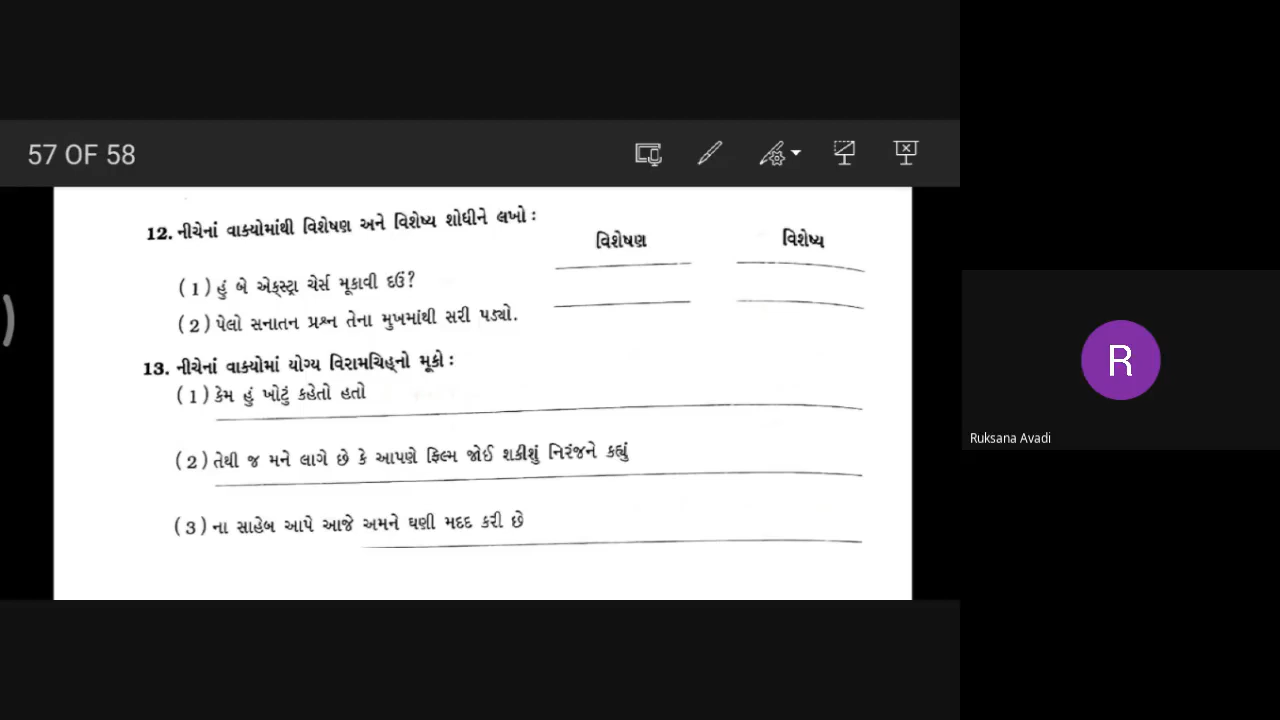 57 OF 58
12. નીચેનાં વાક્યોમાંથી વિશેષણ અને વિશેષ્ય શોધીને લખો :
વિશેષણ વિશેષ્ય
(1) હું બે એક્સ્ટ્રા ચેર્સ મૂકાવી દઉં?
(2) પેલો સનાતન પ્રશ્ન તેના મુખમાંથી સરી પડ્યો.
13. નીચેનાં વાક્યોમાં યોગ્ય વિરામચિહ્નો મૂકો :
(1) કેમ હું ખોટું કહેતો હતો
(2) તેથી જ મને લાગે છે કે આપણે ફિલ્મ જોઈ શકીશું નિરંજને કહ્યું
(3) ના સાહેબ આપે આજે અમને ઘણી મદદ કરી છે
R
Ruksana Avadi